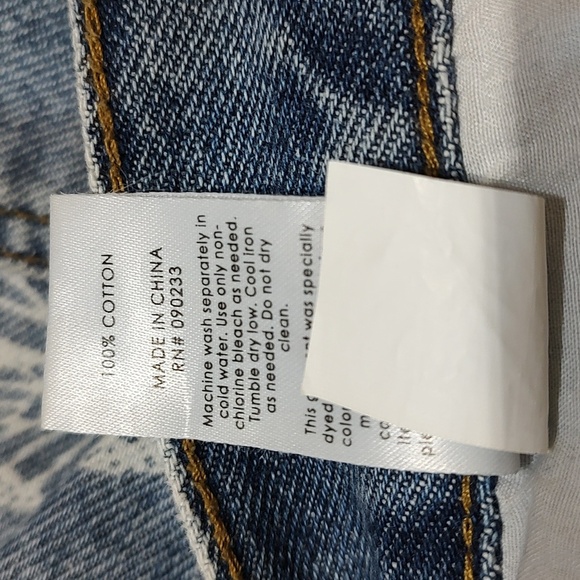 100% COTTON
MADE IN CHINA
RN# 090233
Machine wash separately in
cold water. Use only non-
chlorine bleach as needed.
Tumble dry low. Cool iron
as needed. Do not dry
clean.
This was specially
dyed
color